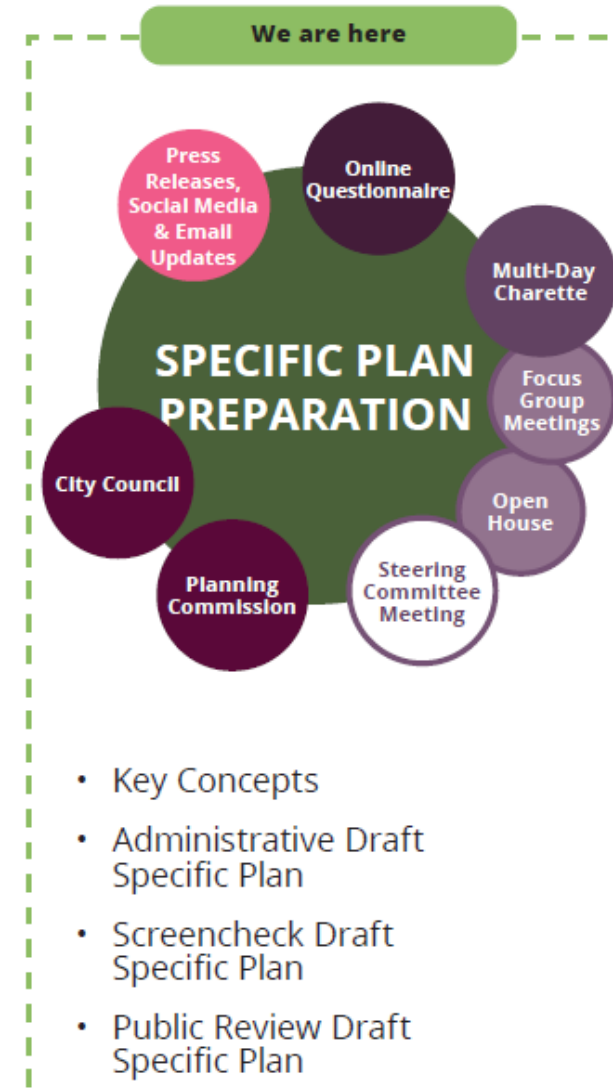 We are here
Press
Releases,
Social Media
& Email
Updates
Online
Questionnaire
Multi-Day
Charette
SPECIFIC PLAN
PREPARATION
Focus
Group
Meetings
City Council
Open
House
Planning
Commission
Steering
Committee
Meeting
• Key Concepts
• Administrative Draft
Specific Plan
• Screencheck Draft
Specific Plan
• Public Review Draft
Specific Plan